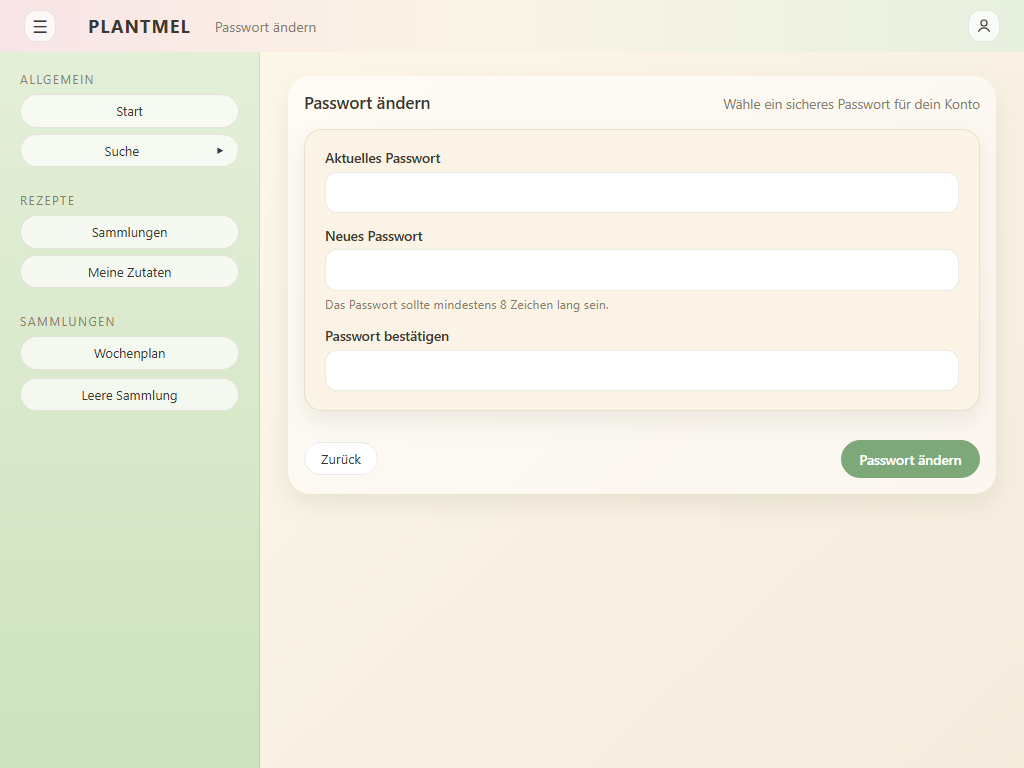 PLANTMEL
Passwort ändern
ALLGEMEIN
Start
Suche
REZEPTE
Sammlungen
Meine Zutaten
SAMMLUNGEN
Wochenplan
Leere Sammlung
Passwort ändern
Wähle ein sicheres Passwort für dein Konto
Aktuelles Passwort
Neues Passwort
Das Passwort sollte mindestens 8 Zeichen lang sein.
Passwort bestätigen
Zurück
Passwort ändern